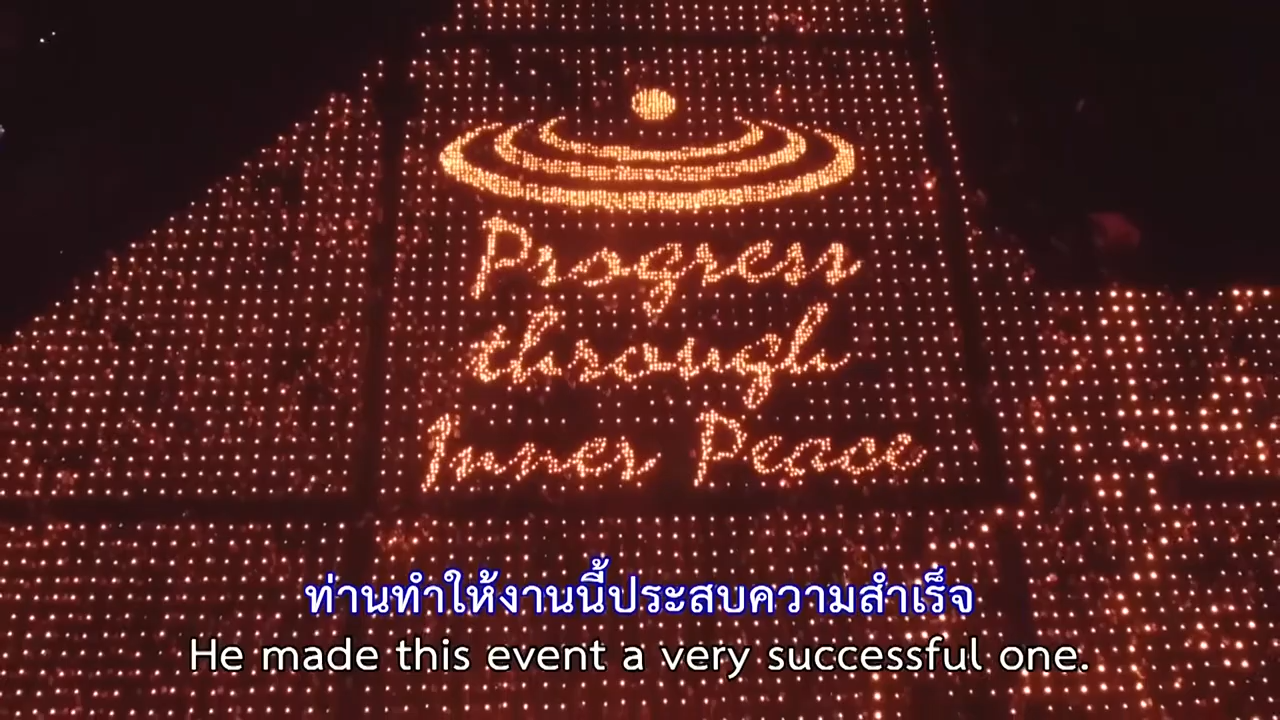 Progress
through
Inner Peace
ท่านทำให้งานนี้ประสบความสำเร็จ
He made this event a very successful one.